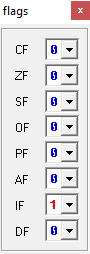 flags
x
CF 0
ZF 0
SF 0
OF 0
PF 0
AF 0
IF 1
DF 0